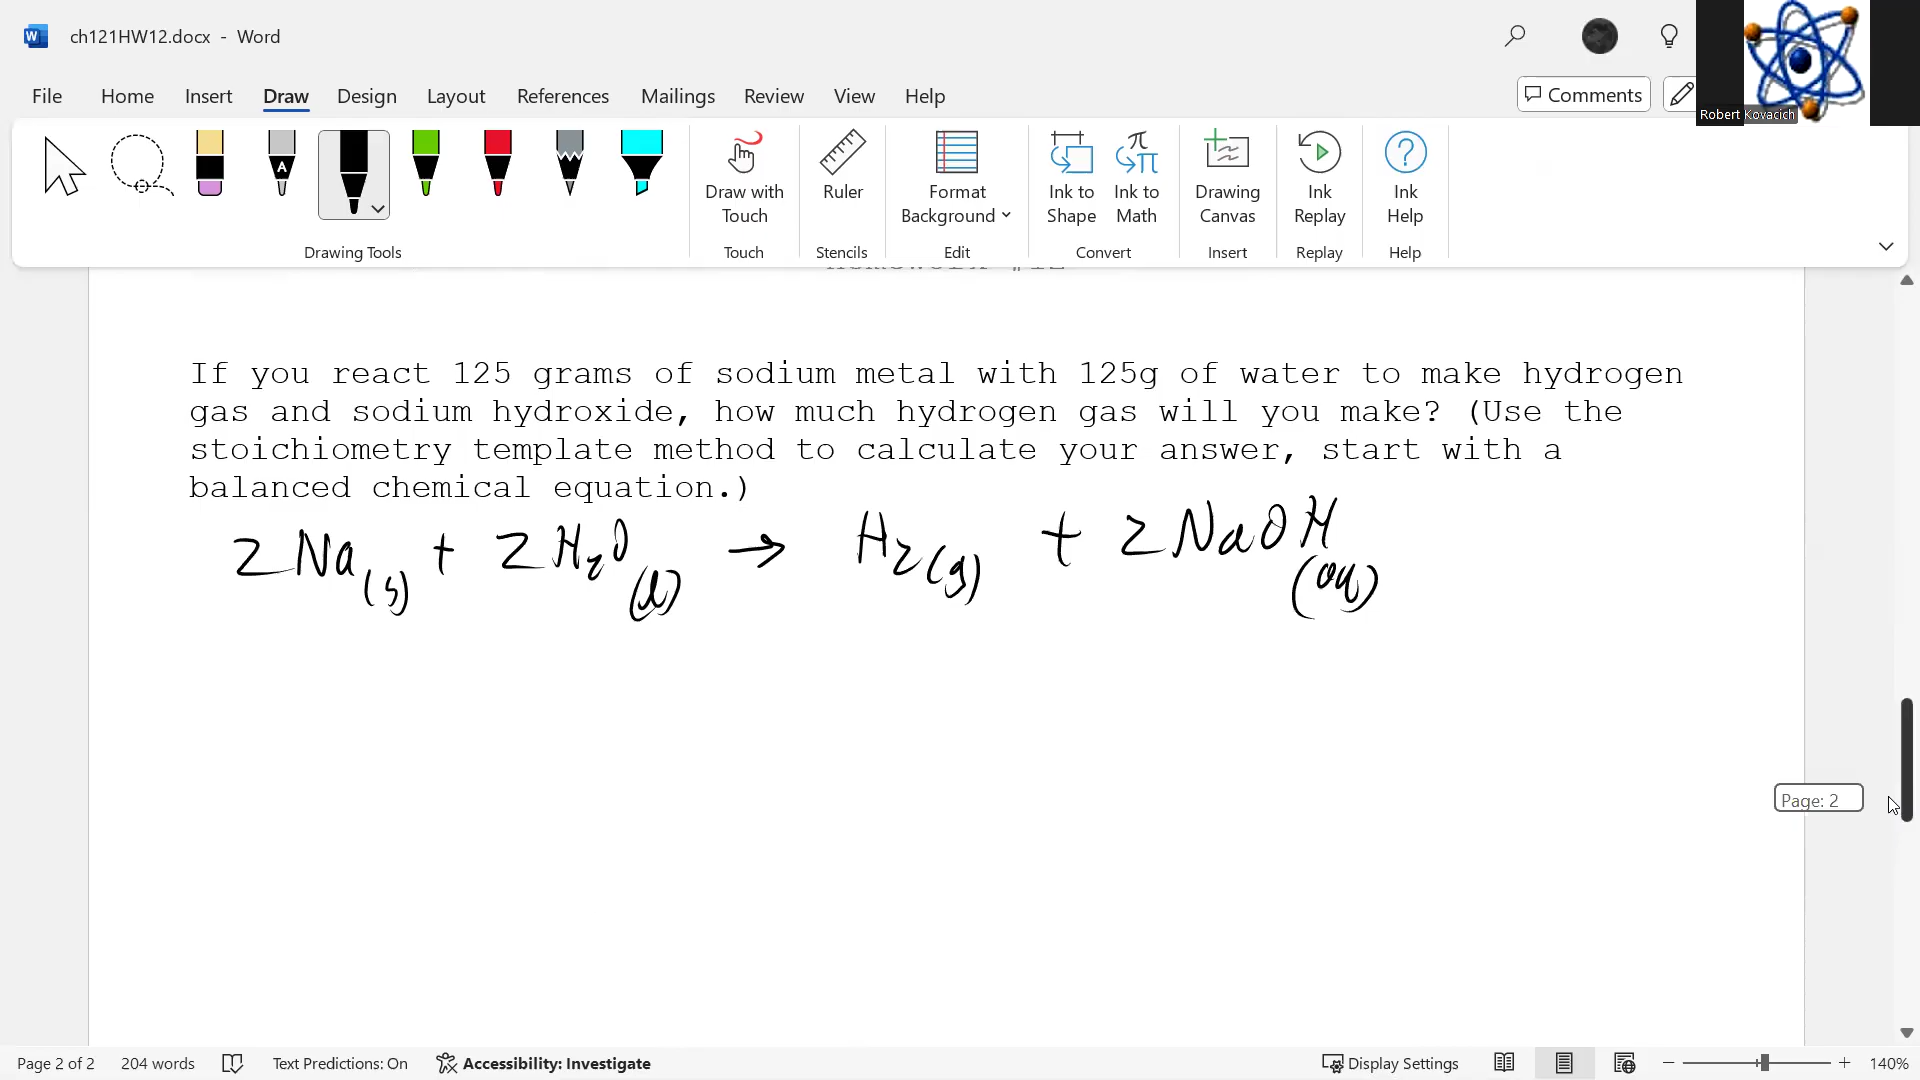 ch121HW12.docx - Word
Robert Kovacich
File Home Insert Draw Design Layout References Mailings Review View Help
Comments
A
Draw with Touch
Ruler
Format Background
Ink to Shape
Ink to Math
Drawing Canvas
Ink Replay
Ink Help
Drawing Tools Touch Stencils Edit Convert Insert Replay Help
If you react 125 grams of sodium metal with 125g of water to make hydrogen
gas and sodium hydroxide, how much hydrogen gas will you make? (Use the
stoichiometry template method to calculate your answer, start with a
balanced chemical equation.)
2Na(s) + 2H2O(l) → H2(g) + 2NaOH(aq)
Page: 2
Page 2 of 2 204 words Text Predictions: On Accessibility: Investigate Display Settings 140%